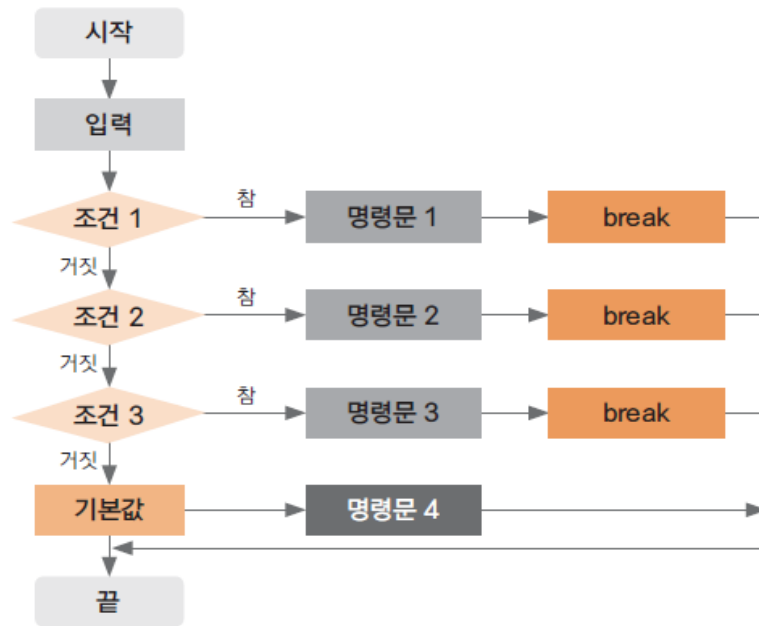 시작
입력
조건 1
참
명령문 1
break
거짓
조건 2
참
명령문 2
break
거짓
조건 3
참
명령문 3
break
거짓
기본값
명령문 4
끝